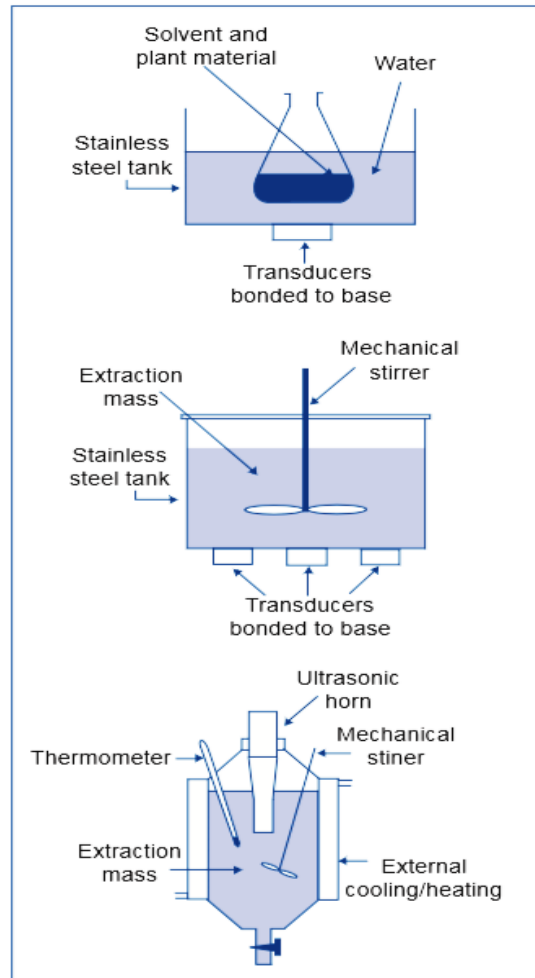 Solvent and
plant material
Water
Stainless
steel tank
Transducers
bonded to base
Mechanical
stirrer
Extraction
mass
Stainless
steel tank
Transducers
bonded to base
Ultrasonic
horn
Mechanical
stiner
Thermometer
Extraction
mass
External
cooling/heating